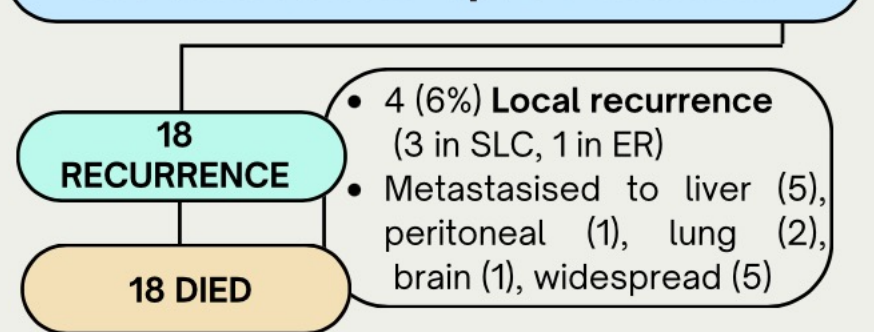 18
RECURRENCE
• 4 (6%) Local recurrence
(3 in SLC, 1 in ER)
• Metastasised to liver (5),
peritoneal (1), lung (2),
brain (1), widespread (5)
18 DIED